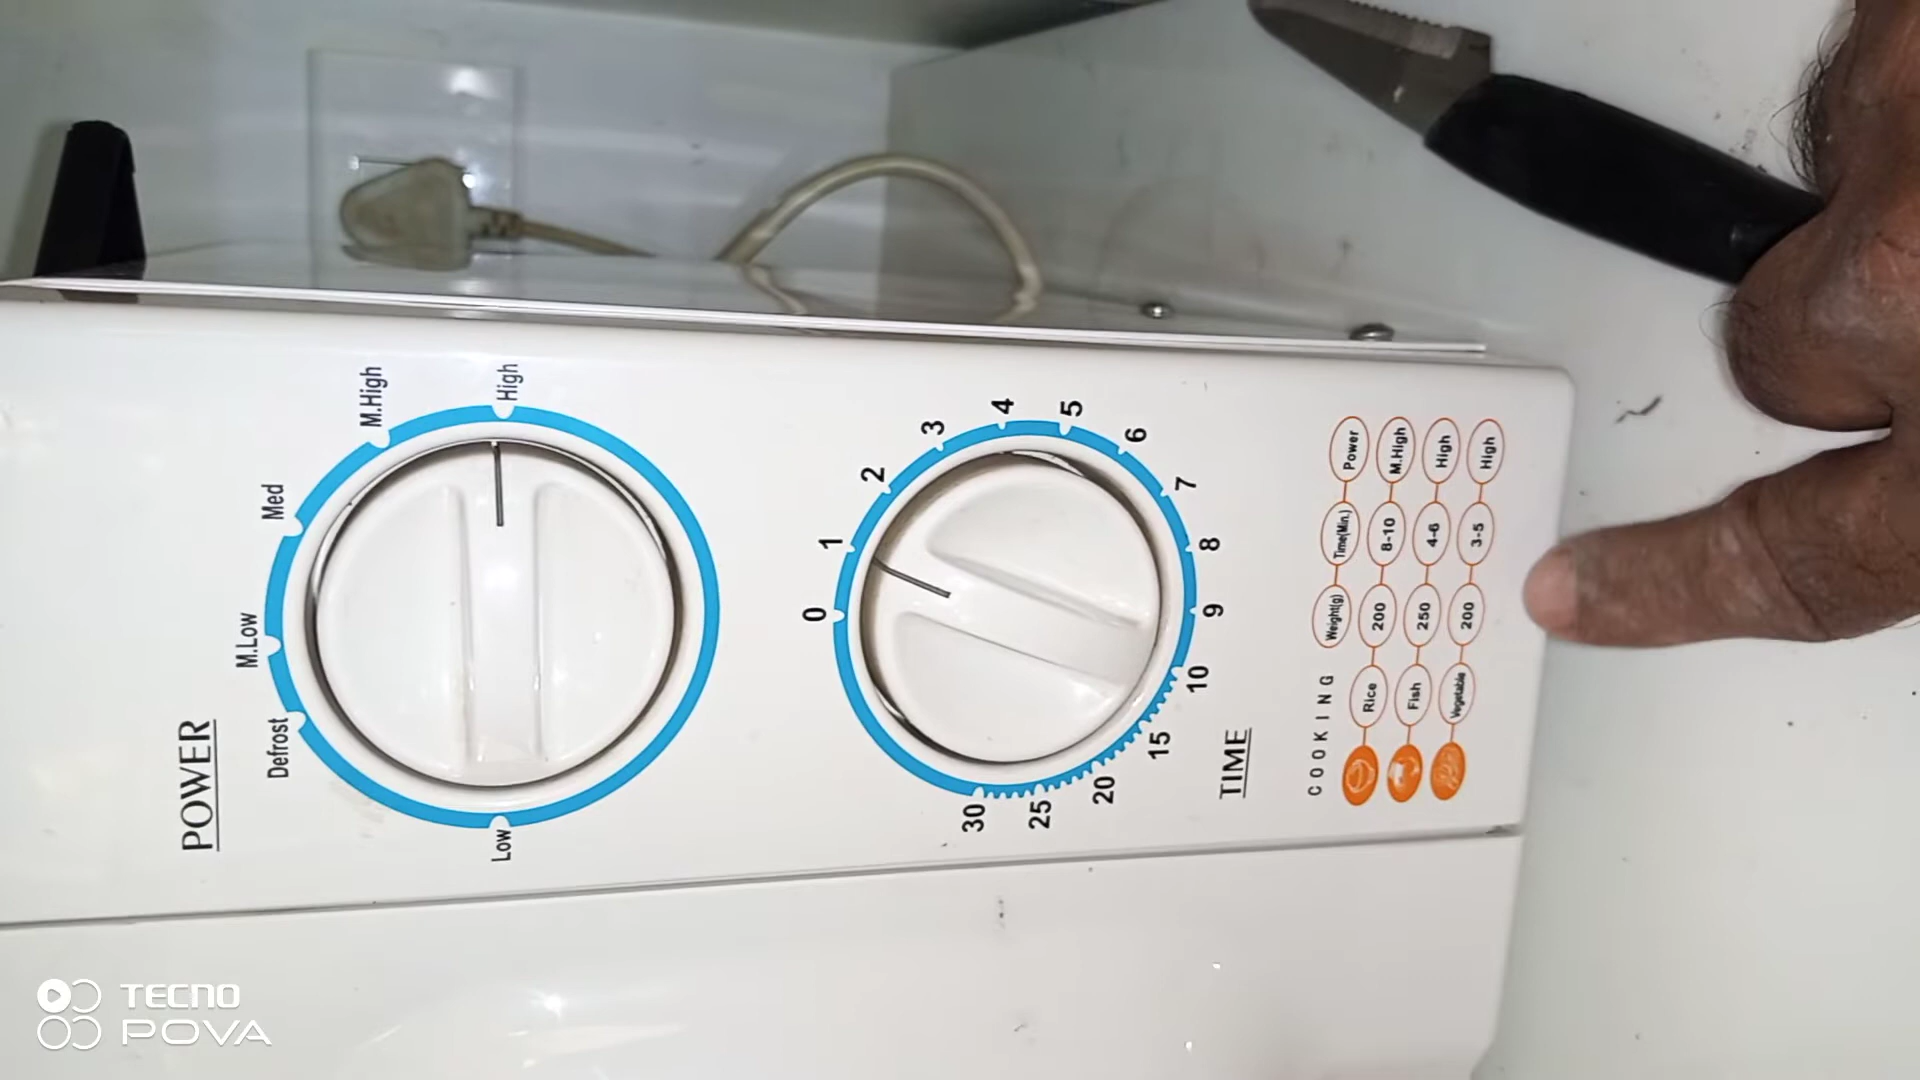 POWER
Low
Defrost
M.Low
Med
M.High
High
0
1
2
3
4
5
6
7
8
9
10
15
20
25
30
TIME
COOKING
Weight(g) Time(Min.) Power
Rice 200 8-10 M.High
Fish 250 4-6 High
Vegetable 200 3-5 High
TECNO
POVA